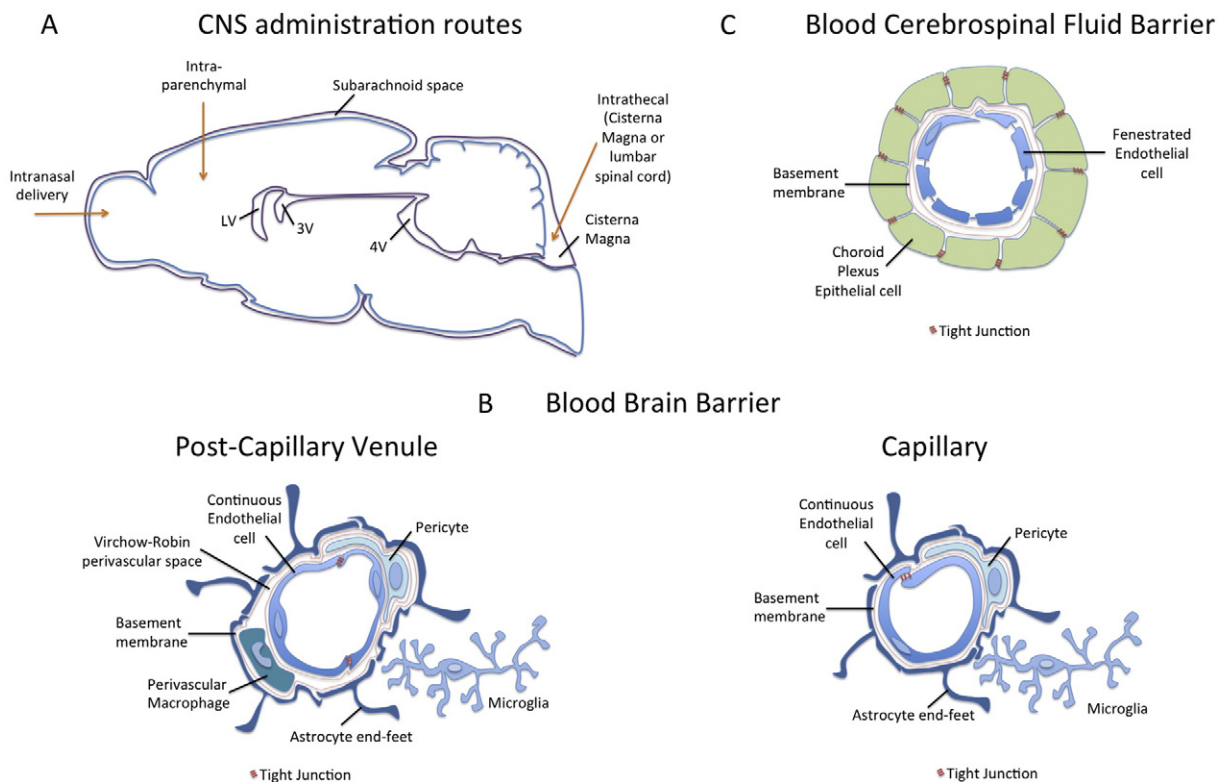 A
CNS administration routes
Intra-
parenchymal
Subarachnoid space
Intrathecal
(Cisterna
Magna or
lumbar
spinal cord)
Intranasal
delivery
LV
3V
4V
Cisterna
Magna
C
Blood Cerebrospinal Fluid Barrier
Fenestrated
Endothelial
cell
Basement
membrane
Choroid
Plexus
Epithelial cell
Tight Junction
B
Blood Brain Barrier
Post-Capillary Venule
Continuous
Endothelial
cell
Pericyte
Virchow-Robin
perivascular space
Basement
membrane
Perivascular
Macrophage
Microglia
Astrocyte end-feet
Tight Junction
Capillary
Continuous
Endothelial
cell
Pericyte
Basement
membrane
Microglia
Astrocyte end-feet
Tight Junction